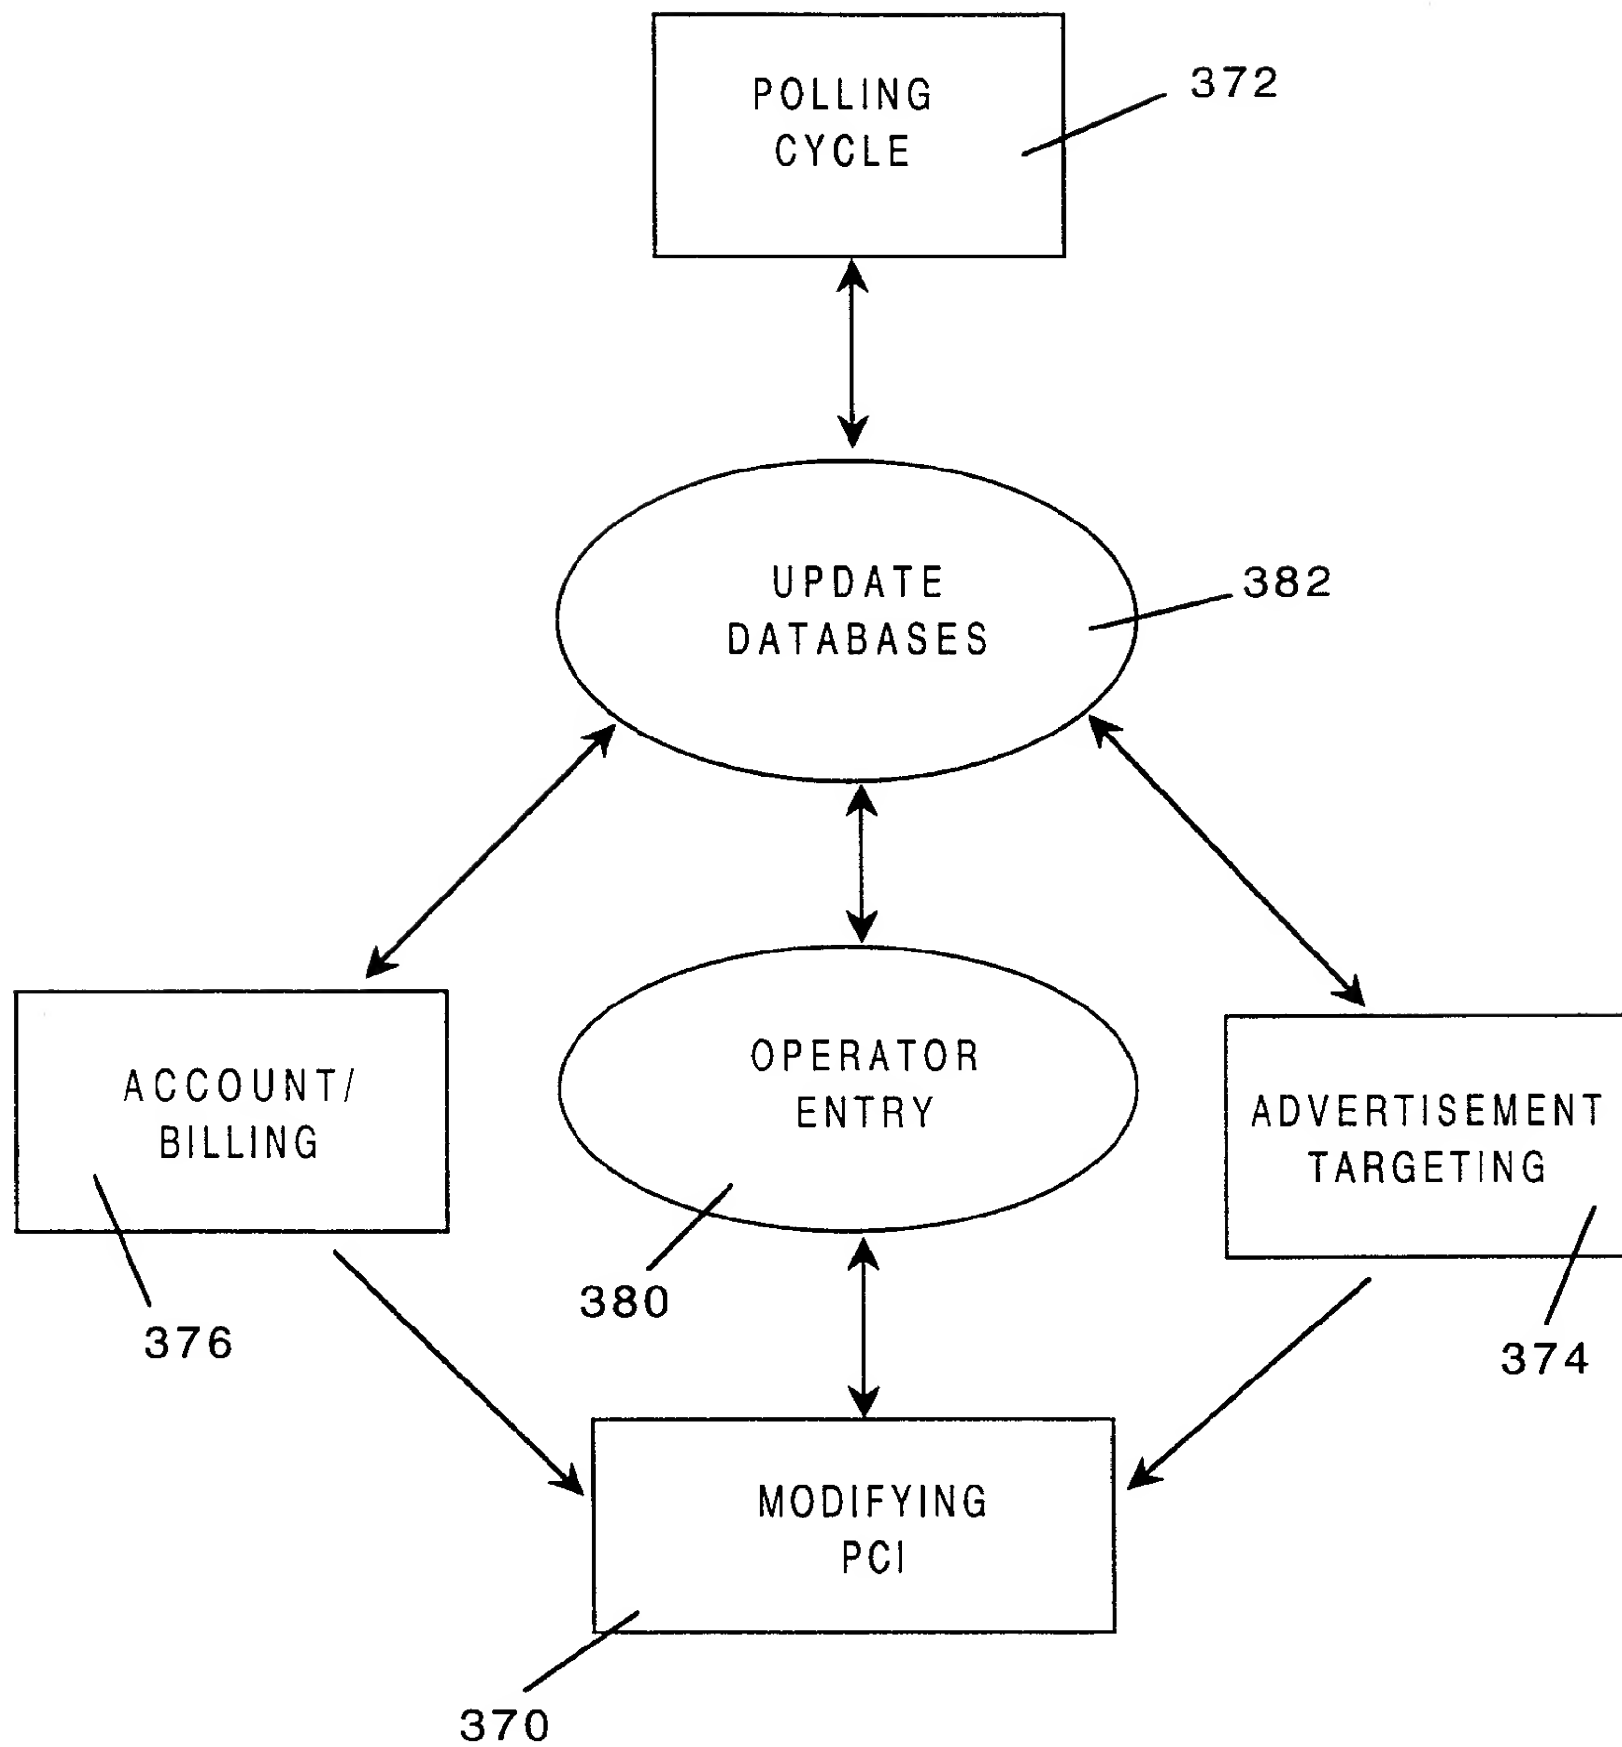 POLLING
CYCLE
372
UPDATE
DATABASES
382
ACCOUNT/
BILLING
376
OPERATOR
ENTRY
380
ADVERTISEMENT
TARGETING
374
MODIFYING
PCI
370